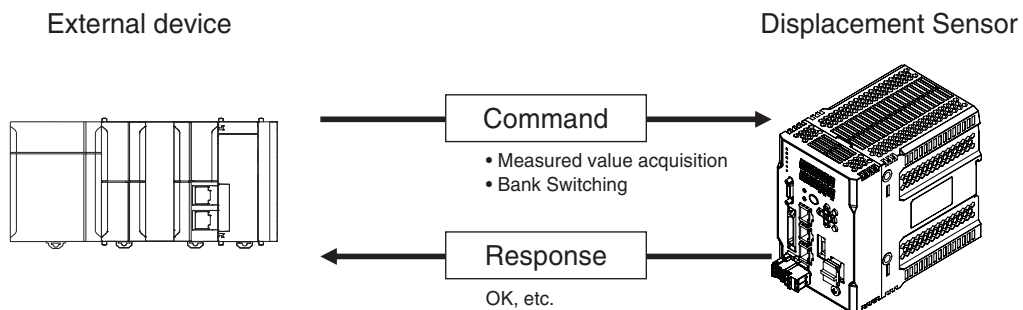 External device
Displacement Sensor
Command
• Measured value acquisition
• Bank Switching
Response
OK, etc.